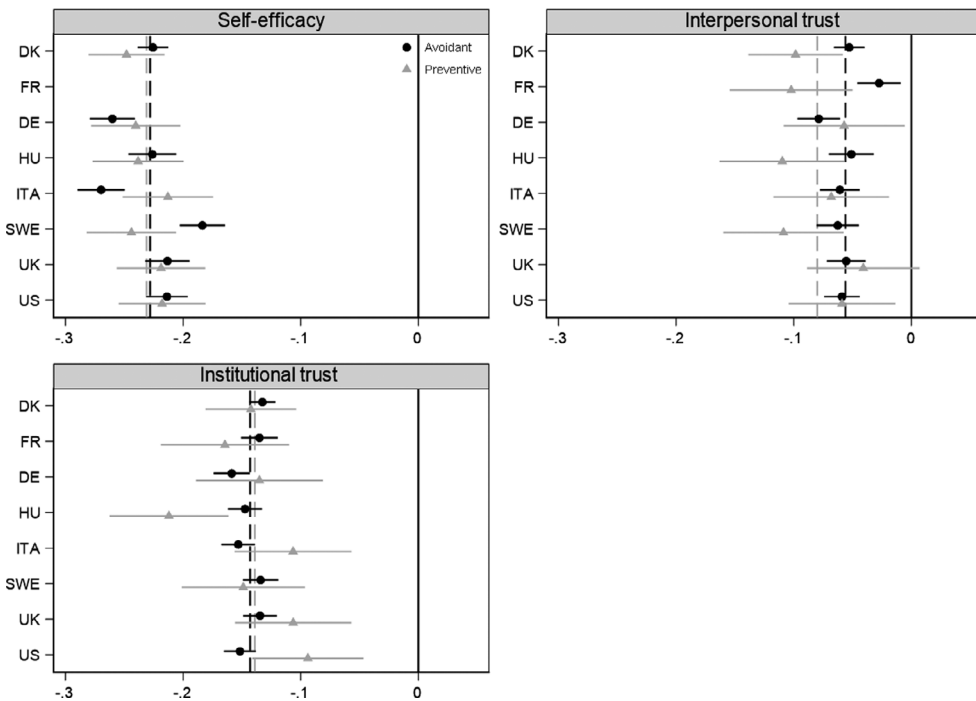 Self-efficacy
Avoidant
Preventive
DK
FR
DE
HU
ITA
SWE
UK
US
-.3
-.2
-.1
0
Interpersonal trust
DK
FR
DE
HU
ITA
SWE
UK
US
-.3
-.2
-.1
0
Institutional trust
DK
FR
DE
HU
ITA
SWE
UK
US
-.3
-.2
-.1
0